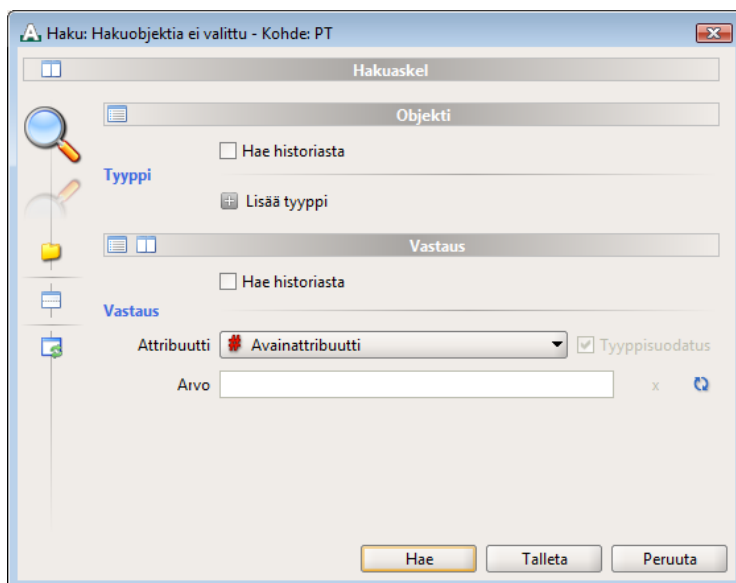 Haku: Hakuobjektia ei valittu - Kohde: PT
Hakuaskel
Objekti
Hae historiasta
Tyyppi
Lisää tyyppi
Vastaus
Hae historiasta
Vastaus
Attribuutti # Avainattribuutti Tyyppisuodatus
Arvo x
Hae Talleta Peruuta